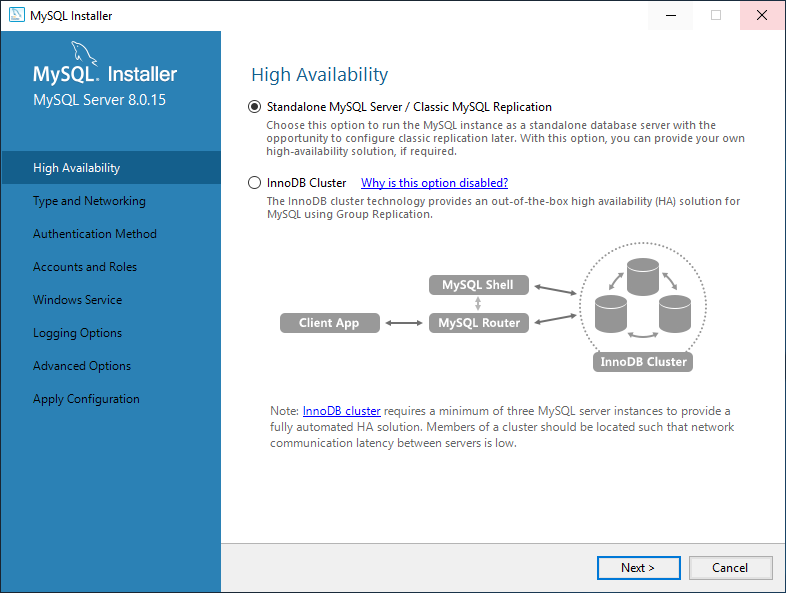 MySQL Installer
MySQL® Installer
MySQL Server 8.0.15
High Availability
Type and Networking
Authentication Method
Accounts and Roles
Windows Service
Logging Options
Advanced Options
Apply Configuration
High Availability
Standalone MySQL Server / Classic MySQL Replication
Choose this option to run the MySQL instance as a standalone database server with the
opportunity to configure classic replication later. With this option, you can provide your own
high-availability solution, if required.
InnoDB Cluster Why is this option disabled?
The InnoDB cluster technology provides an out-of-the-box high availability (HA) solution for
MySQL using Group Replication.
MySQL Shell
Client App
MySQL Router
InnoDB Cluster
Note: InnoDB cluster requires a minimum of three MySQL server instances to provide a
fully automated HA solution. Members of a cluster should be located such that network
communication latency between servers is low.
Next >
Cancel